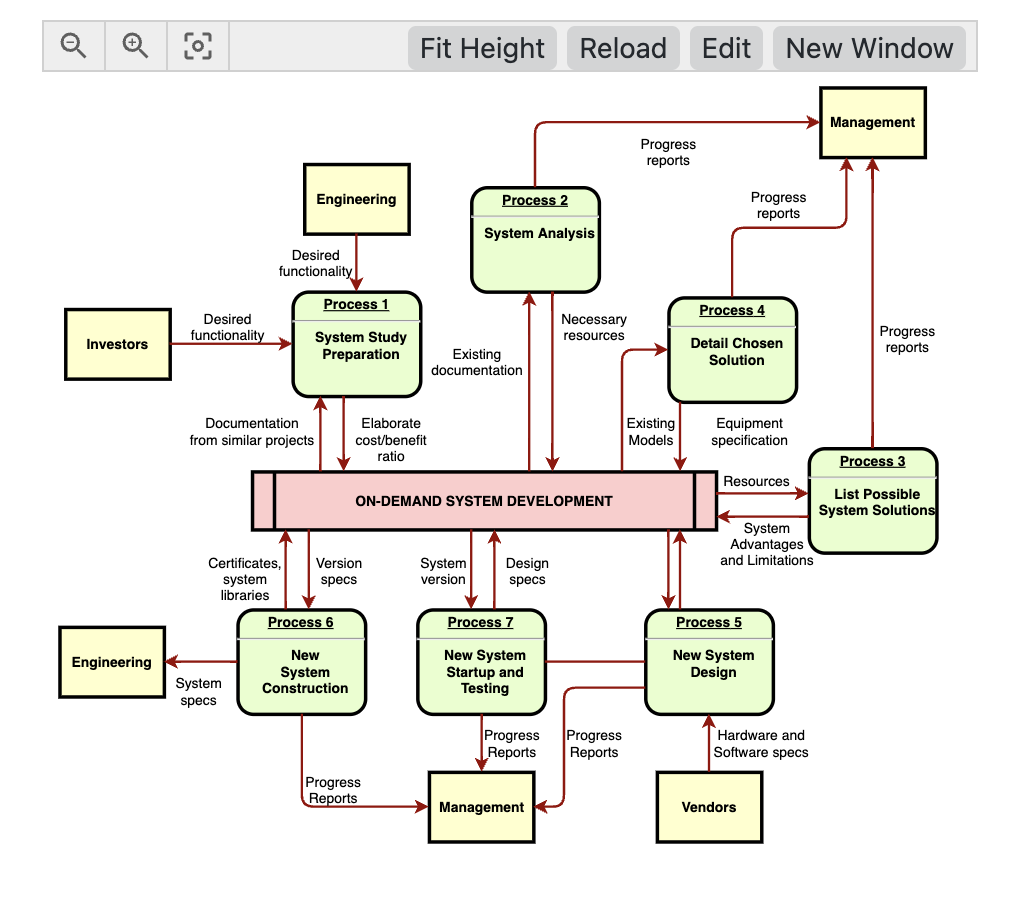 Fit Height
Reload
Edit
New Window
Management
Progress
reports
Engineering
Process 2
System Analysis
Progress
reports
Desired
functionality
Process 1
System Study
Preparation
Process 4
Detail Chosen
Solution
Investors
Desired
functionality
Necessary
resources
Progress
reports
Existing
documentation
Documentation
from similar projects
Elaborate
cost/benefit
ratio
Existing
Models
Equipment
specification
Process 3
List Possible
System Solutions
Resources
ON-DEMAND SYSTEM DEVELOPMENT
System
Advantages
and Limitations
Certificates,
system
libraries
Version
specs
System
version
Design
specs
Process 6
New
System
Construction
Process 7
New System
Startup and
Testing
Process 5
New System
Design
Engineering
System
specs
Progress
Reports
Progress
Reports
Hardware and
Software specs
Progress
Reports
Management
Vendors